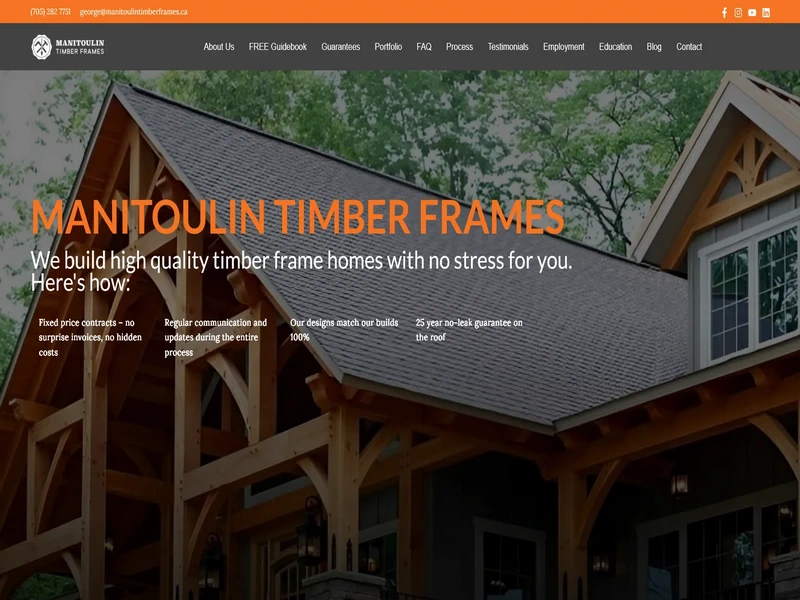 (705) 282 7751 george@manitoulintimberframes.ca
MANITOULIN
TIMBER FRAMES
About Us FREE Guidebook Guarantees Portfolio FAQ Process Testimonials Employment Education Blog Contact
MANITOULIN TIMBER FRAMES
We build high quality timber frame homes with no stress for you.
Here's how:
Fixed price contracts – no
surprise invoices, no hidden
costs
Regular communication and
updates during the entire
process
Our designs match our builds
100%
25 year no-leak guarantee on
the roof